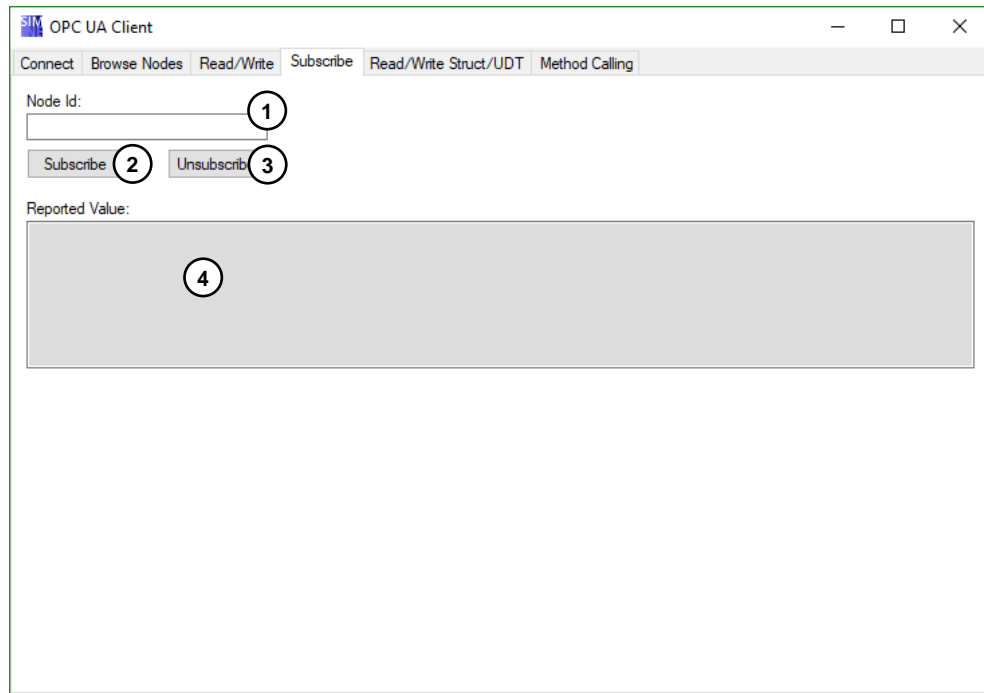 SIM OPC UA Client
Connect Browse Nodes Read/Write Subscribe Read/Write Struct/UDT Method Calling
Node Id:
1
Subscribe 2 Unsubscrib 3
Reported Value:
4